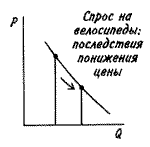 P
Спрос на
велосипеды:
последствия
понижения
цены
Q